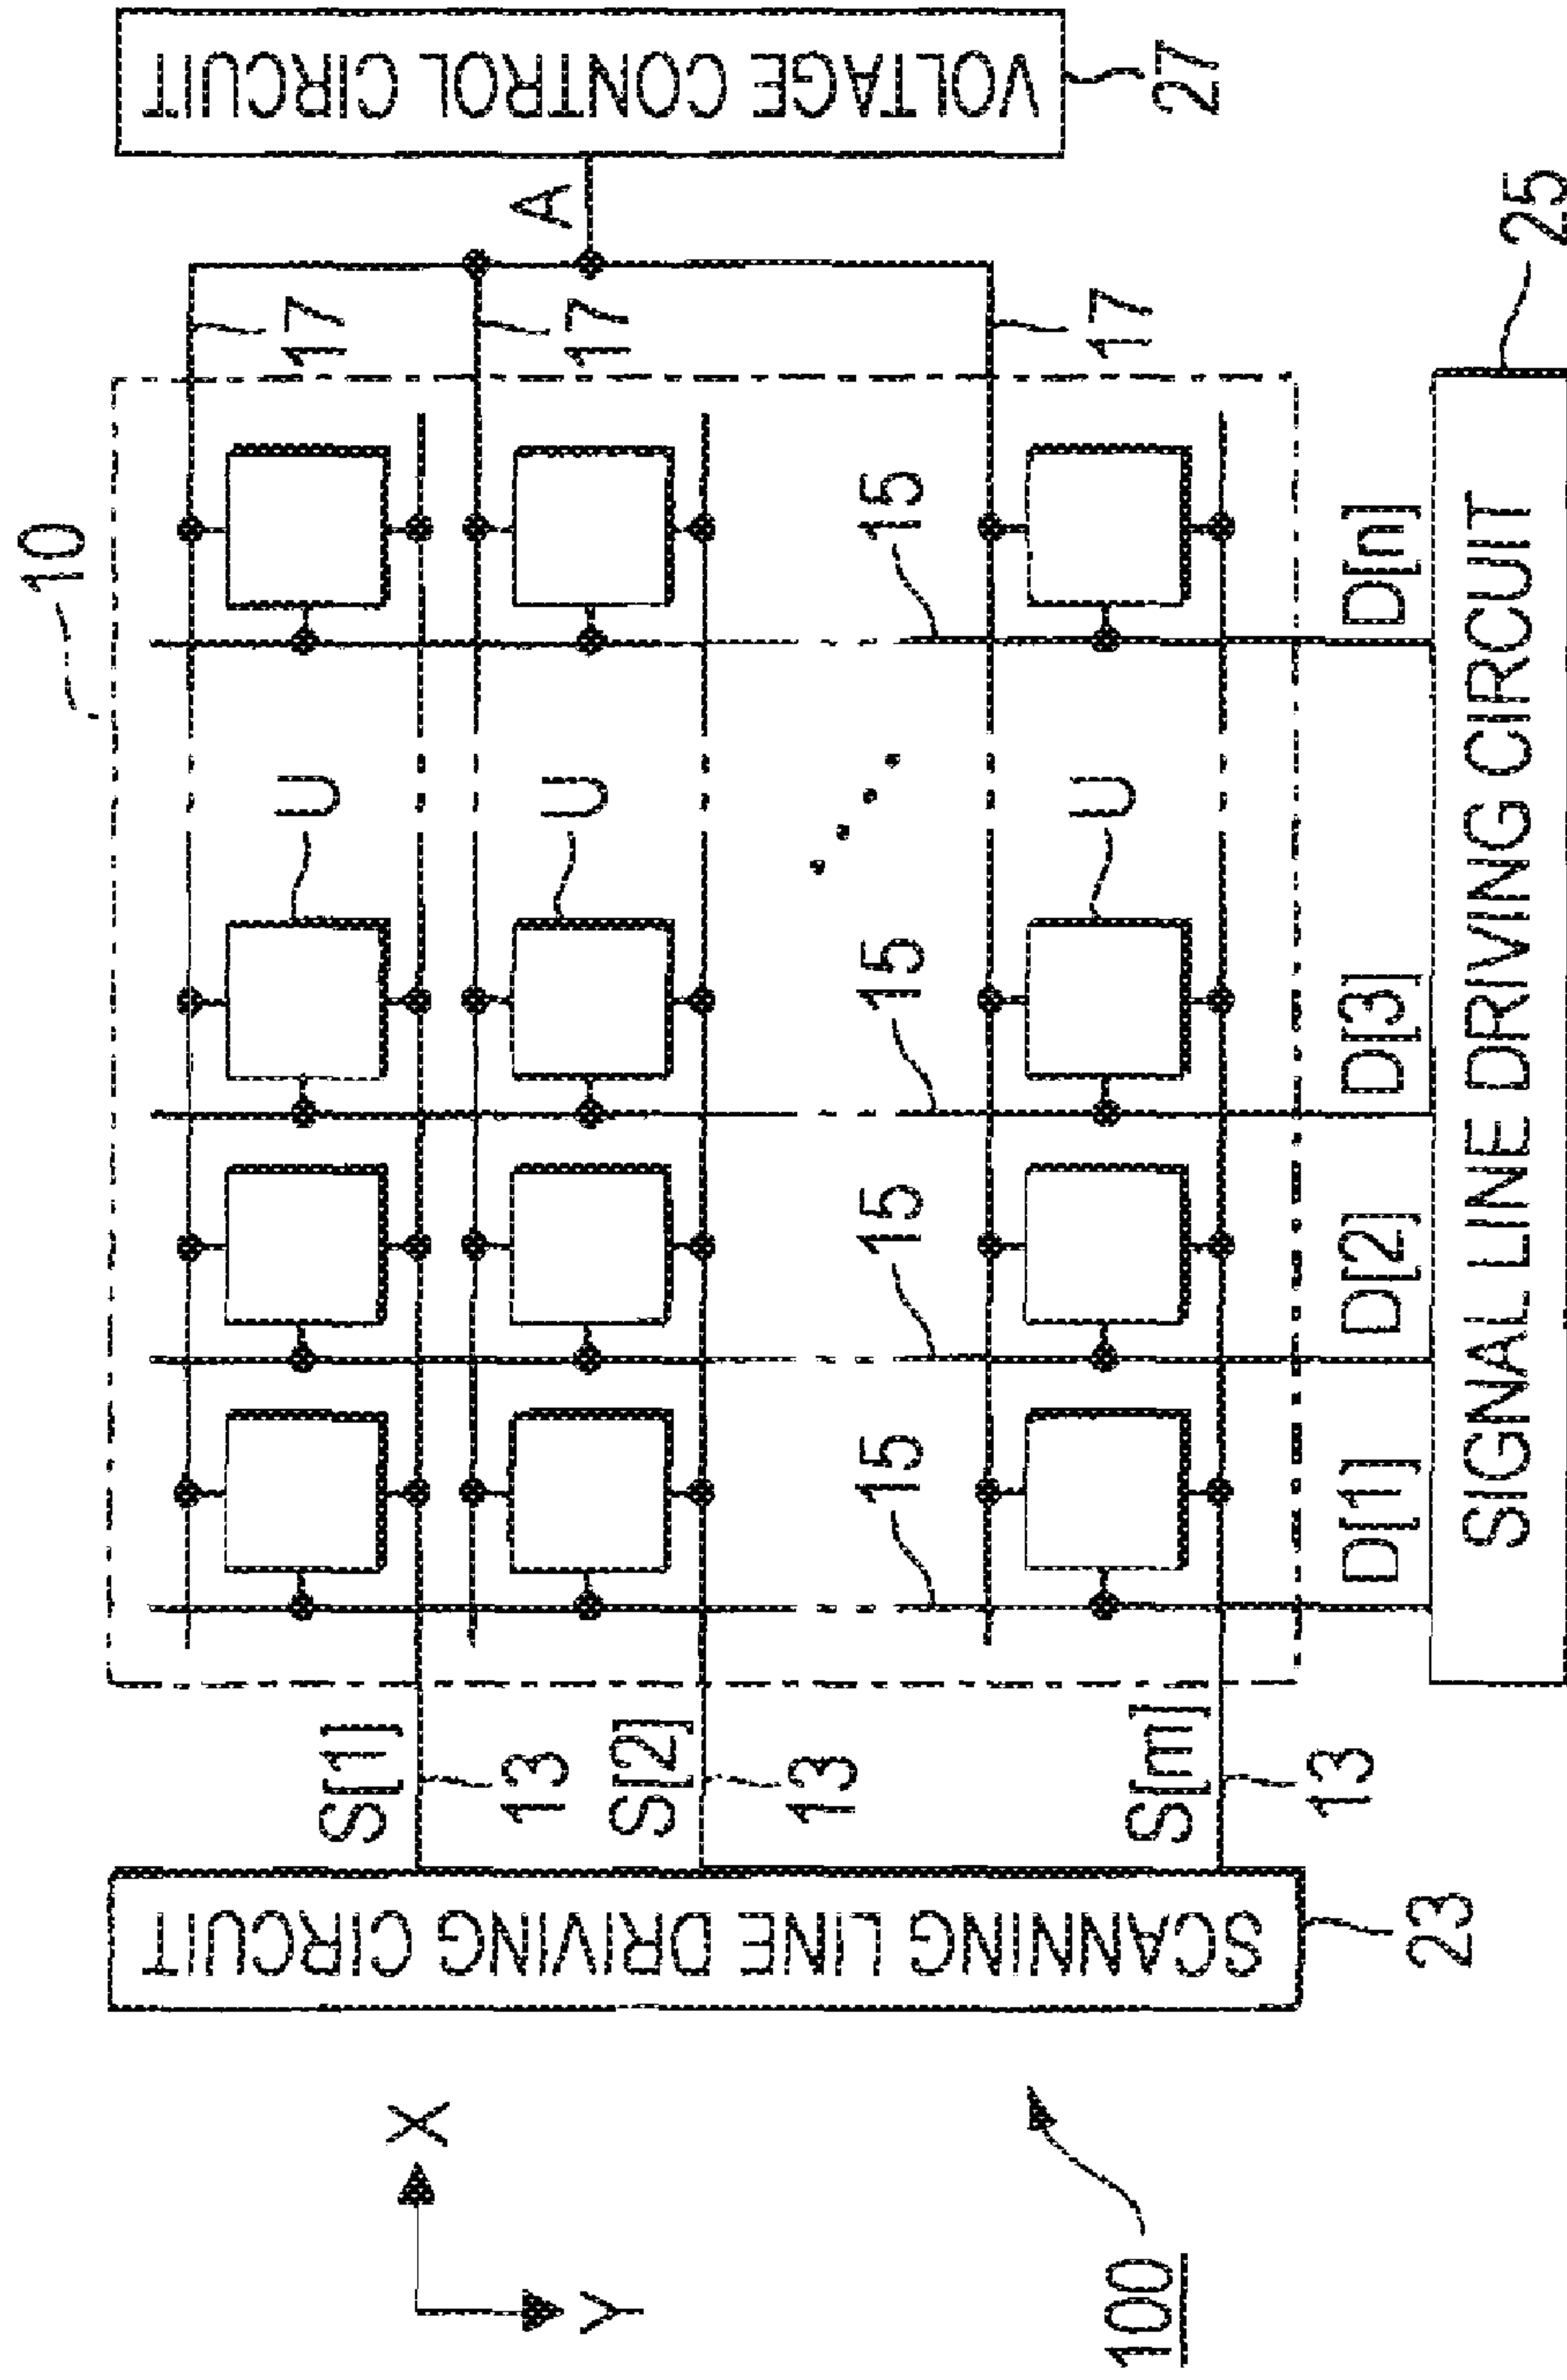 10
SCANNING LINE DRIVING CIRCUIT
VOLTAGE CONTROL CIRCUIT
U
17
S[1]
X
13
A
U
17
Y
S[2]
13
15 15 15 15
U
17
100
S[m]
27
13
D[1] D[2] D[3] D[n]
23
SIGNAL LINE DRIVING CIRCUIT
25